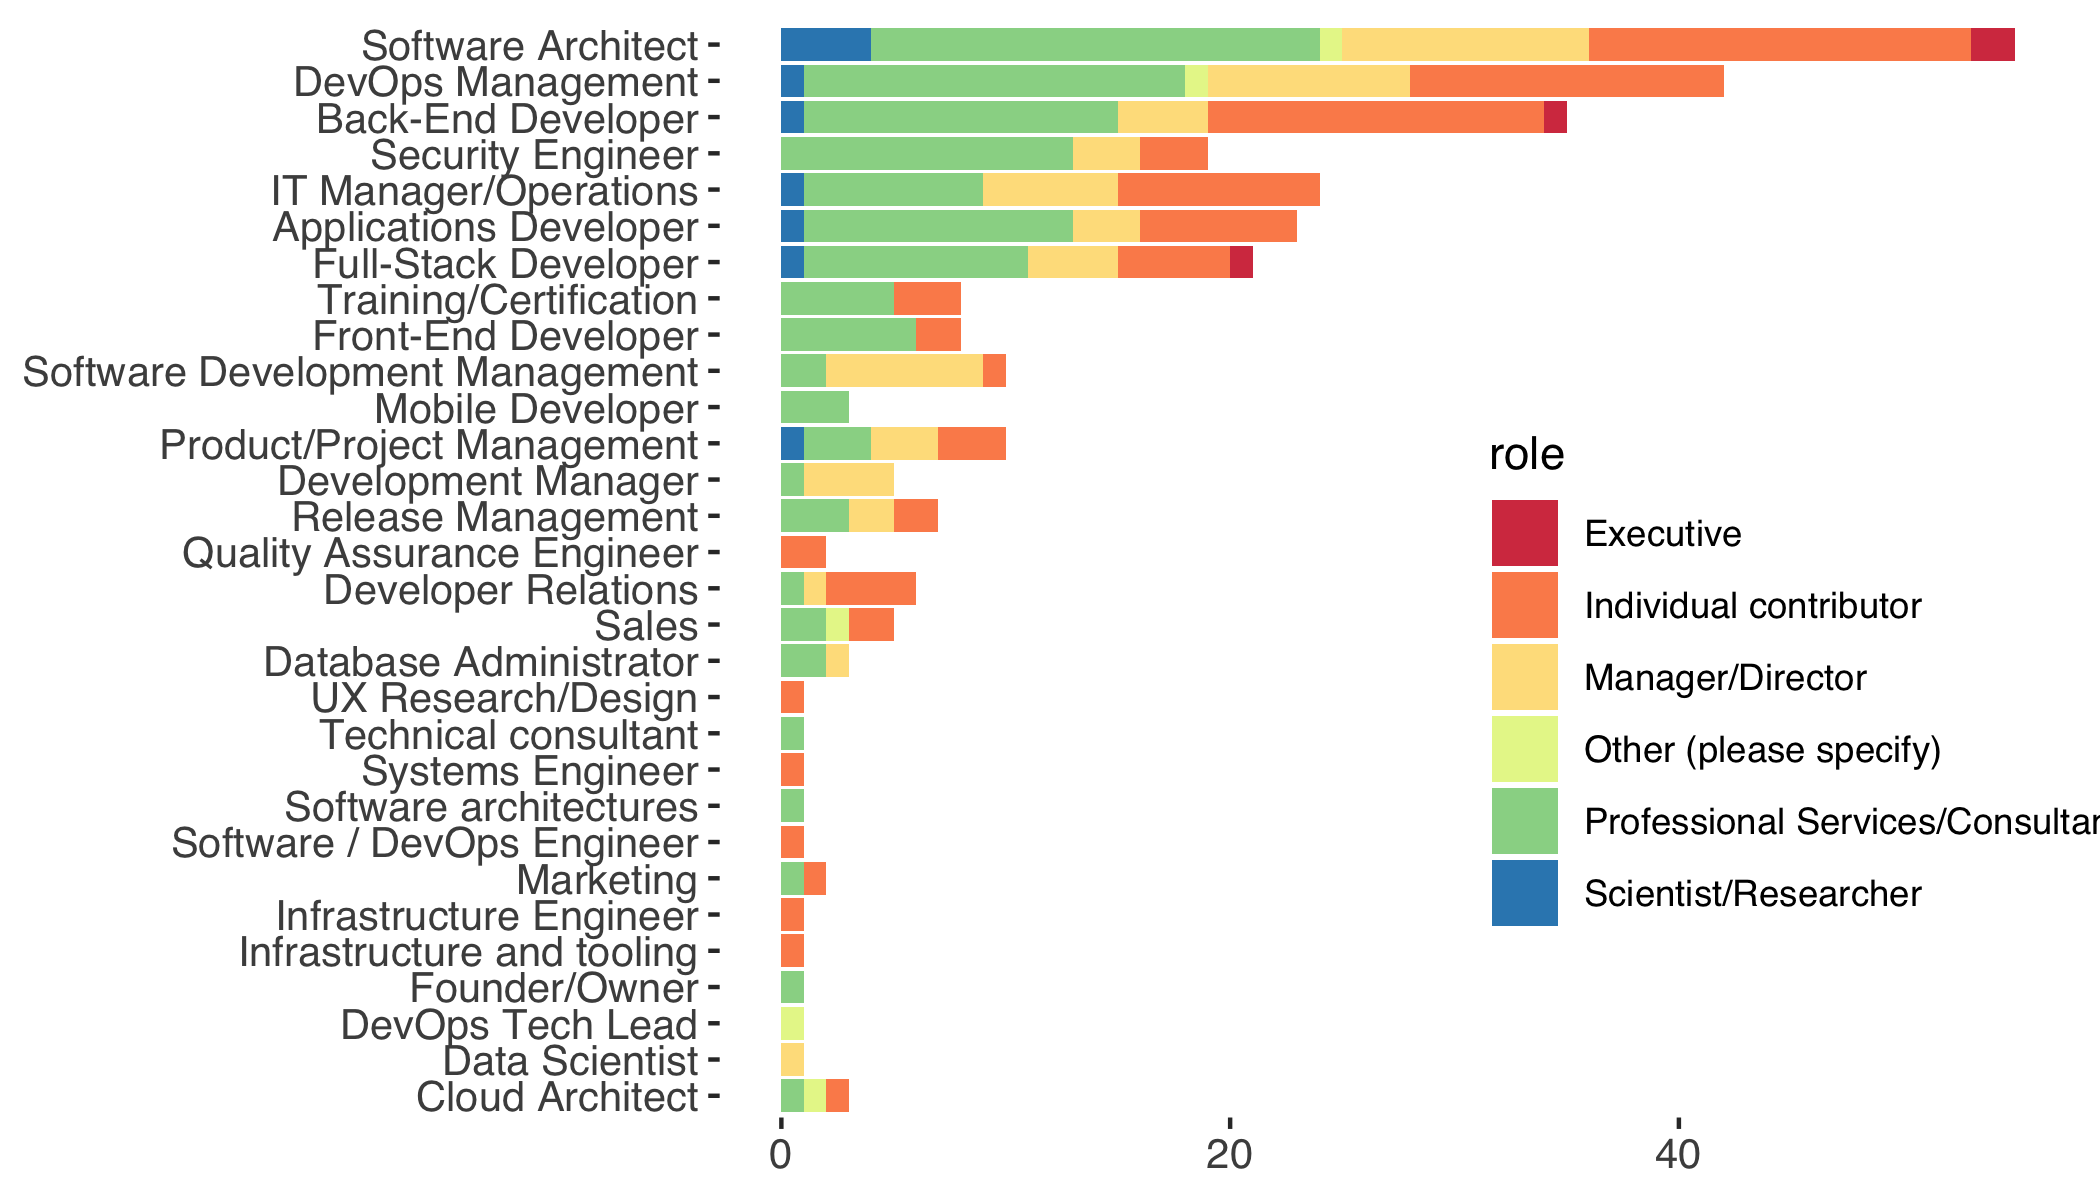 Software Architect
DevOps Management
Back-End Developer
Security Engineer
IT Manager/Operations
Applications Developer
Full-Stack Developer
Training/Certification
Front-End Developer
Software Development Management
Mobile Developer
Product/Project Management
Development Manager
Release Management
Quality Assurance Engineer
Developer Relations
Sales
Database Administrator
UX Research/Design
Technical consultant
Systems Engineer
Software architectures
Software / DevOps Engineer
Marketing
Infrastructure Engineer
Infrastructure and tooling
Founder/Owner
DevOps Tech Lead
Data Scientist
Cloud Architect
0 20 40
role
Executive
Individual contributor
Manager/Director
Other (please specify)
Professional Services/Consultan
Scientist/Researcher